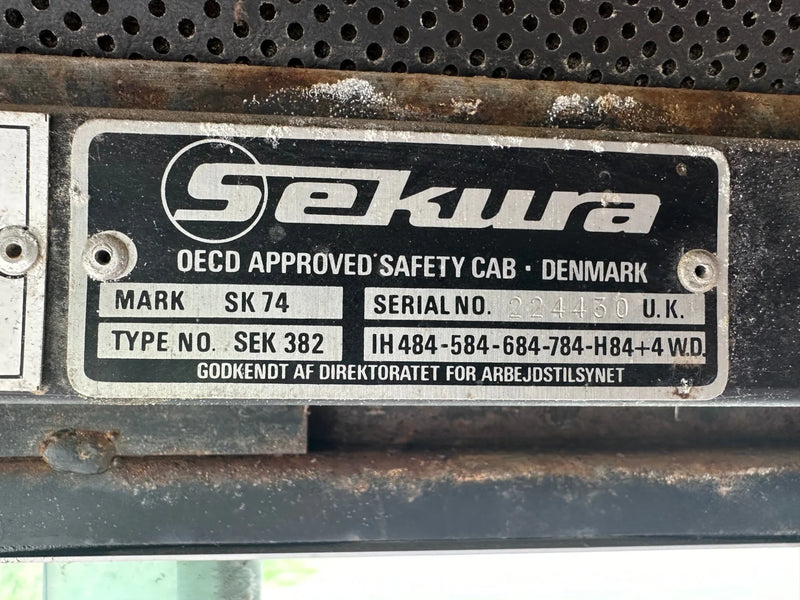 Sekura
OECD APPROVED SAFETY CAB · DENMARK
MARK SK 74
SERIAL NO. 224430 U.K.
TYPE NO. SEK 382
IH 484-584-684-784-H84+4 W.D.
GODKENDT AF DIREKTORATET FOR ARBEJDSTILSYNET